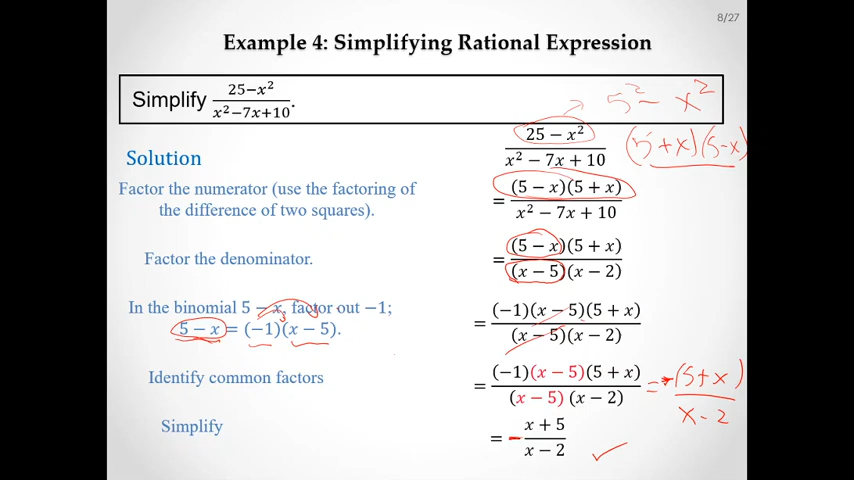 8/27
Example 4: Simplifying Rational Expression
Simplify (25−x²)/(x²−7x+10).
5² − x²
(5+x)(5-x)
(25 − x²)/(x² − 7x + 10)
Solution
Factor the numerator (use the factoring of
the difference of two squares).
= ((5 − x)(5 + x))/(x² − 7x + 10)
Factor the denominator.
= ((5 − x)(5 + x))/((x − 5)(x − 2))
In the binomial 5 − x, factor out −1;
5 − x = (−1)(x − 5).
= ((−1)(x − 5)(5 + x))/((x − 5)(x − 2))
Identify common factors
= ((−1)(x − 5)(5 + x))/((x − 5)(x − 2)) = -(5+x)/(x-2)
Simplify
= − (x + 5)/(x − 2)